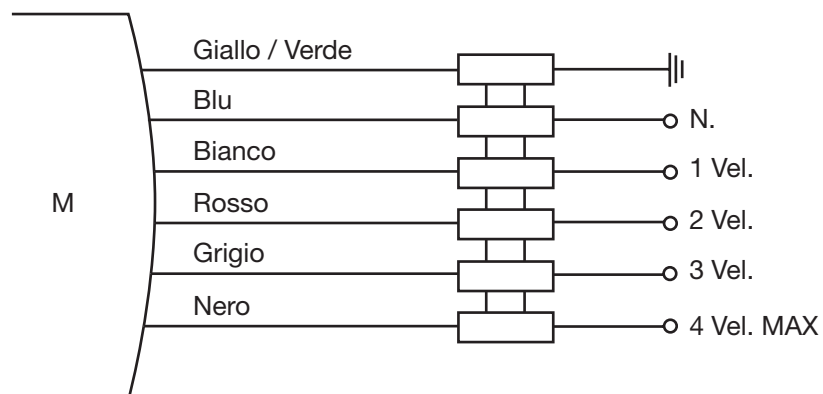 Giallo / Verde
Blu
N.
Bianco
1 Vel.
M
Rosso
2 Vel.
Grigio
3 Vel.
Nero
4 Vel. MAX